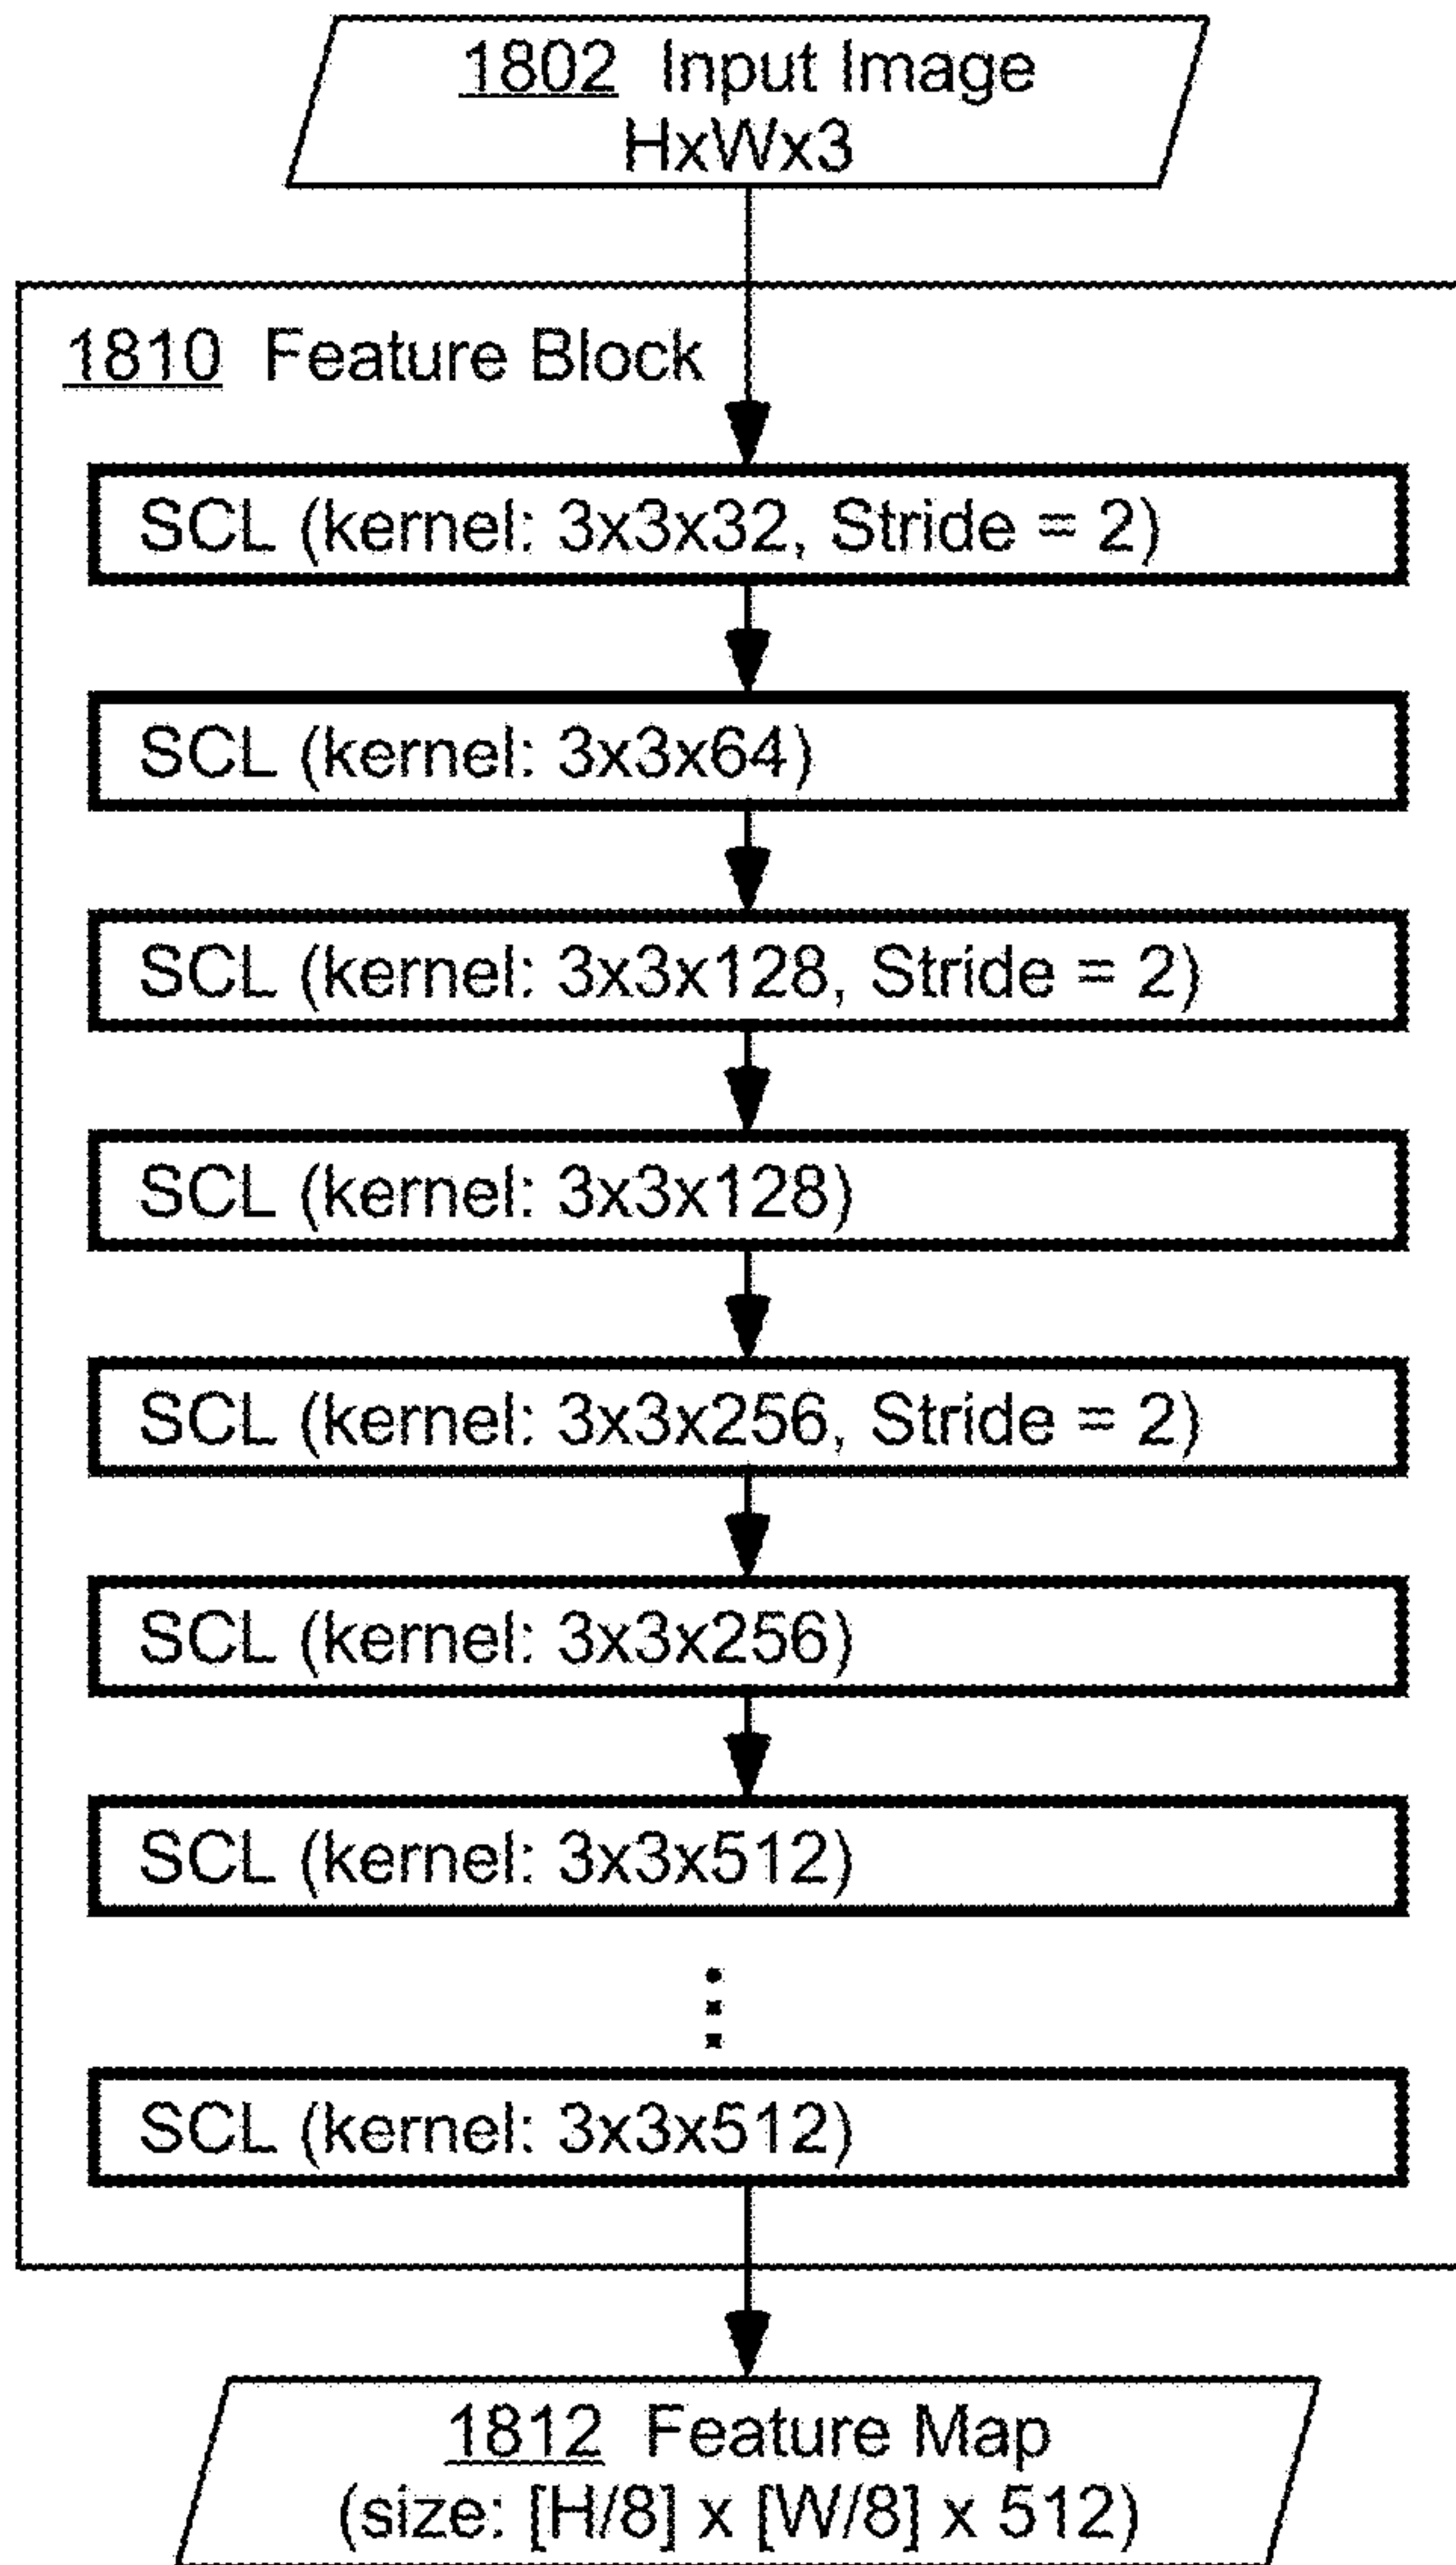 1802 Input Image
HxWx3
1810 Feature Block
SCL (kernel: 3x3x32, Stride = 2)
SCL (kernel: 3x3x64)
SCL (kernel: 3x3x128, Stride = 2)
SCL (kernel: 3x3x128)
SCL (kernel: 3x3x256, Stride = 2)
SCL (kernel: 3x3x256)
SCL (kernel: 3x3x512)
SCL (kernel: 3x3x512)
1812 Feature Map
(size: [H/8] x [W/8] x 512)